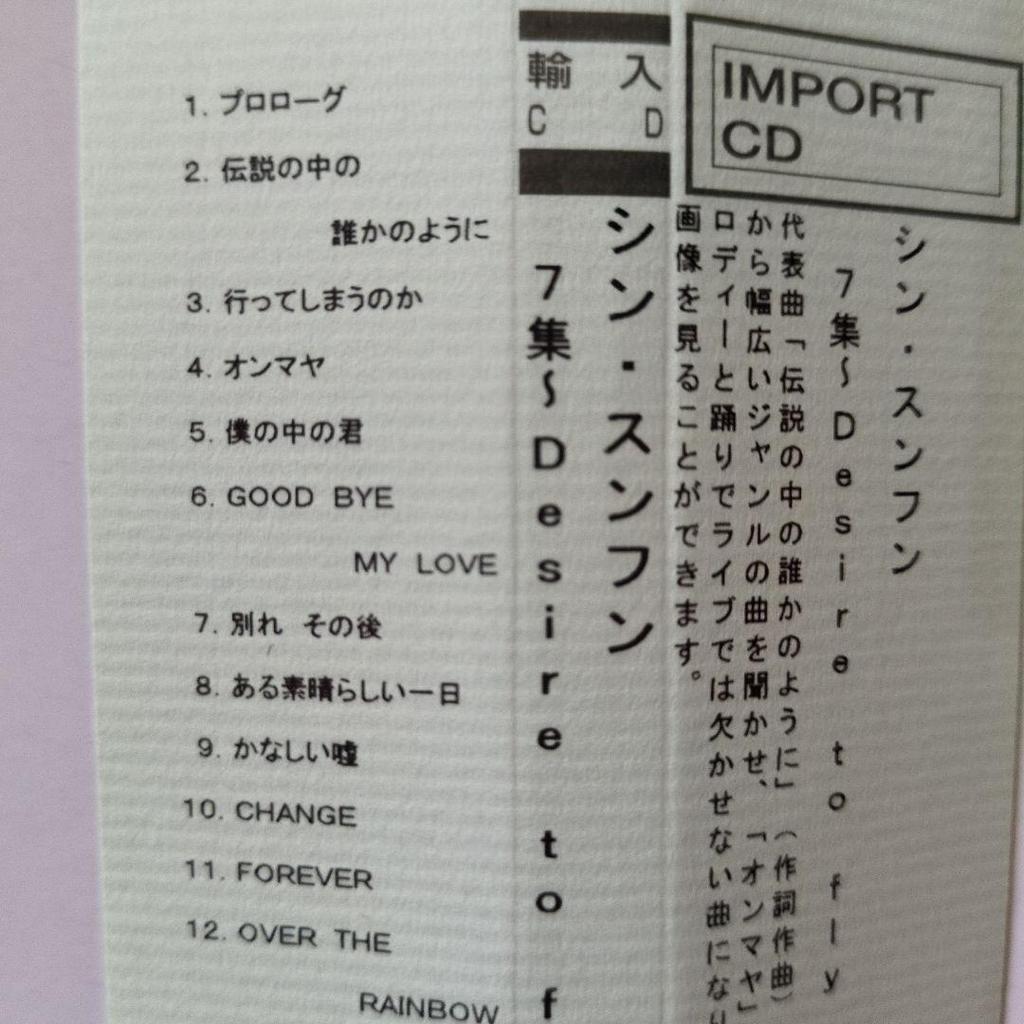 IMPORT
CD
シン・スンフン
7集～Desire to fly
代表曲「伝説の中の誰かのように」（作詞作曲）
から幅広いジャンルの曲を聞かせ、「オンマヤ」
ロディーと踊りでライブでは欠かせない曲になり
画像を見ることができます。
輸入
CD
シン・スンフン
7集～Desire to f
1. プロローグ
2. 伝説の中の
誰かのように
3. 行ってしまうのか
4. オンマヤ
5. 僕の中の君
6. GOOD BYE
MY LOVE
7. 別れ その後
8. ある素晴らしい一日
9. かなしい嘘
10. CHANGE
11. FOREVER
12. OVER THE
RAINBOW